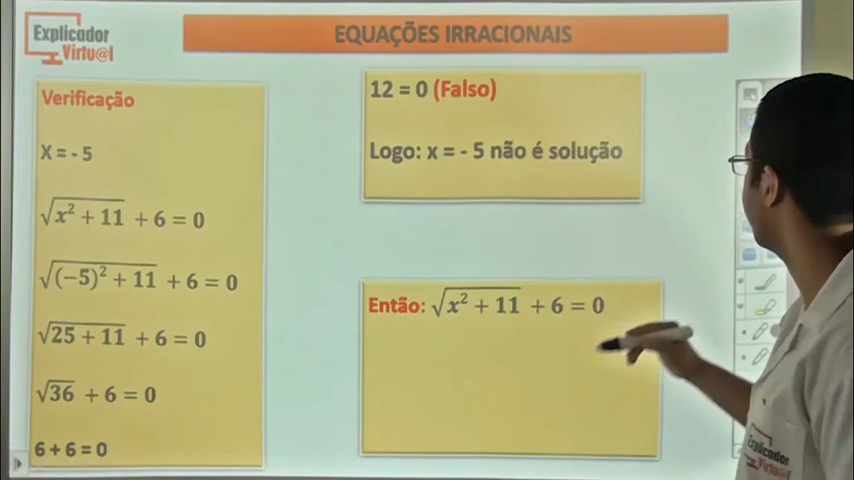 Explicador
Virtu@l
EQUAÇÕES IRRACIONAIS
Verificação
X = - 5
√(x² + 11) + 6 = 0
√((−5)² + 11) + 6 = 0
√(25 + 11) + 6 = 0
√36 + 6 = 0
6 + 6 = 0
12 = 0 (Falso)
Logo: x = - 5 não é solução
Então: √(x² + 11) + 6 = 0
Explicador
Virtu@l